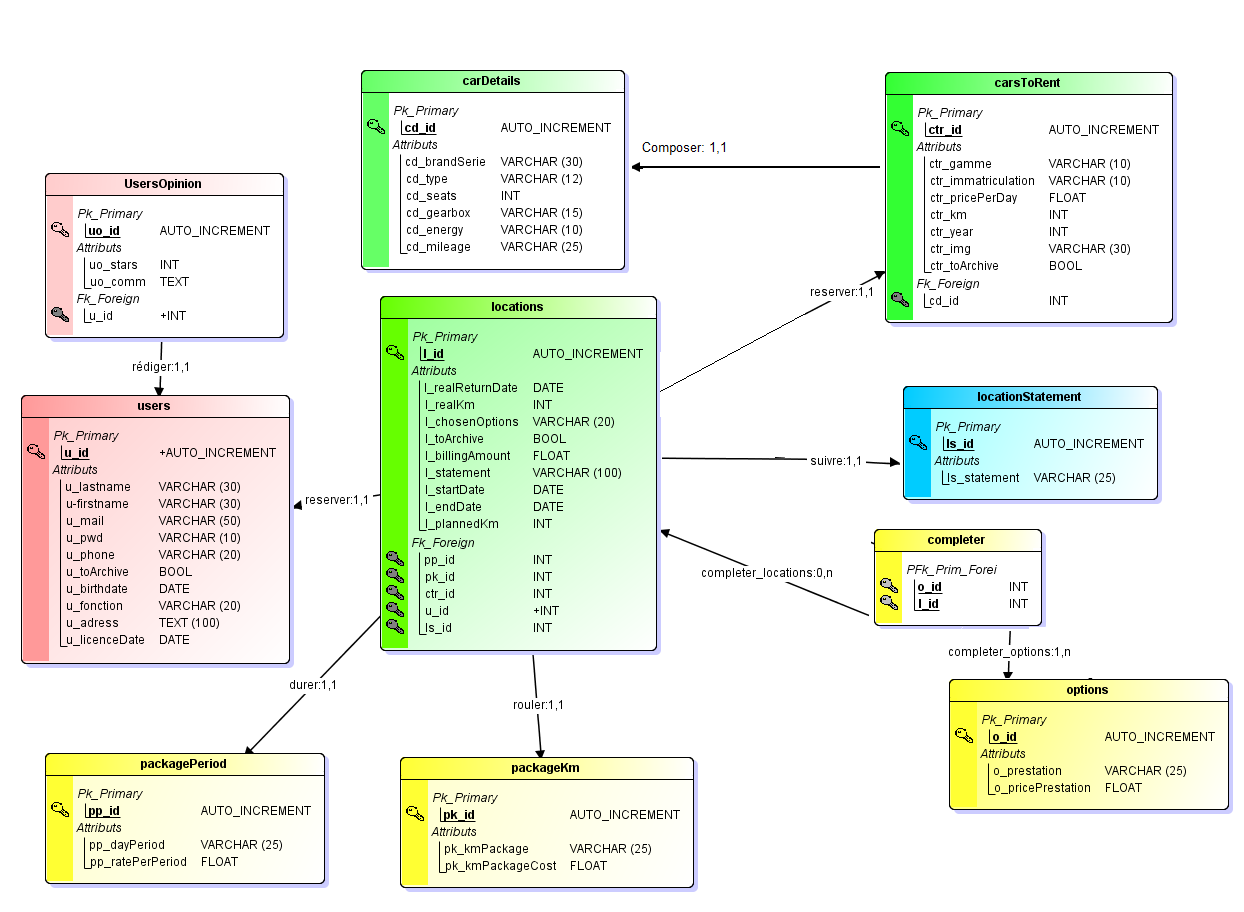 carDetails
Pk_Primary
cd_id AUTO_INCREMENT
Attributs
cd_brandSerie VARCHAR (30)
cd_type VARCHAR (12)
cd_seats INT
cd_gearbox VARCHAR (15)
cd_energy VARCHAR (10)
cd_mileage VARCHAR (25)
Composer: 1,1
carsToRent
Pk_Primary
ctr_id AUTO_INCREMENT
Attributs
ctr_gamme VARCHAR (10)
ctr_immatriculation VARCHAR (10)
ctr_pricePerDay FLOAT
ctr_km INT
ctr_year INT
ctr_img VARCHAR (30)
ctr_toArchive BOOL
Fk_Foreign
cd_id INT
UsersOpinion
Pk_Primary
uo_id AUTO_INCREMENT
Attributs
uo_stars INT
uo_comm TEXT
Fk_Foreign
u_id +INT
rédiger:1,1
reserver:1,1
locations
Pk_Primary
l_id AUTO_INCREMENT
Attributs
l_realReturnDate DATE
l_realKm INT
l_chosenOptions VARCHAR (20)
l_toArchive BOOL
l_billingAmount FLOAT
l_statement VARCHAR (100)
l_startDate DATE
l_endDate DATE
l_plannedKm INT
Fk_Foreign
pp_id INT
pk_id INT
ctr_id INT
u_id +INT
ls_id INT
users
Pk_Primary
u_id +AUTO_INCREMENT
Attributs
u_lastname VARCHAR (30)
u-firstname VARCHAR (30)
u_mail VARCHAR (50)
u_pwd VARCHAR (10)
u_phone VARCHAR (20)
u_toArchive BOOL
u_birthdate DATE
u_fonction VARCHAR (20)
u_adress TEXT (100)
u_licenceDate DATE
reserver:1,1
locationStatement
Pk_Primary
ls_id AUTO_INCREMENT
Attributs
ls_statement VARCHAR (25)
suivre:1,1
completer
PFk_Prim_Forei
o_id INT
l_id INT
completer_locations:0,n
completer_options:1,n
options
Pk_Primary
o_id AUTO_INCREMENT
Attributs
o_prestation VARCHAR (25)
o_pricePrestation FLOAT
durer:1,1
rouler:1,1
packagePeriod
Pk_Primary
pp_id AUTO_INCREMENT
Attributs
pp_dayPeriod VARCHAR (25)
pp_ratePerPeriod FLOAT
packageKm
Pk_Primary
pk_id AUTO_INCREMENT
Attributs
pk_kmPackage VARCHAR (25)
pk_kmPackageCost FLOAT